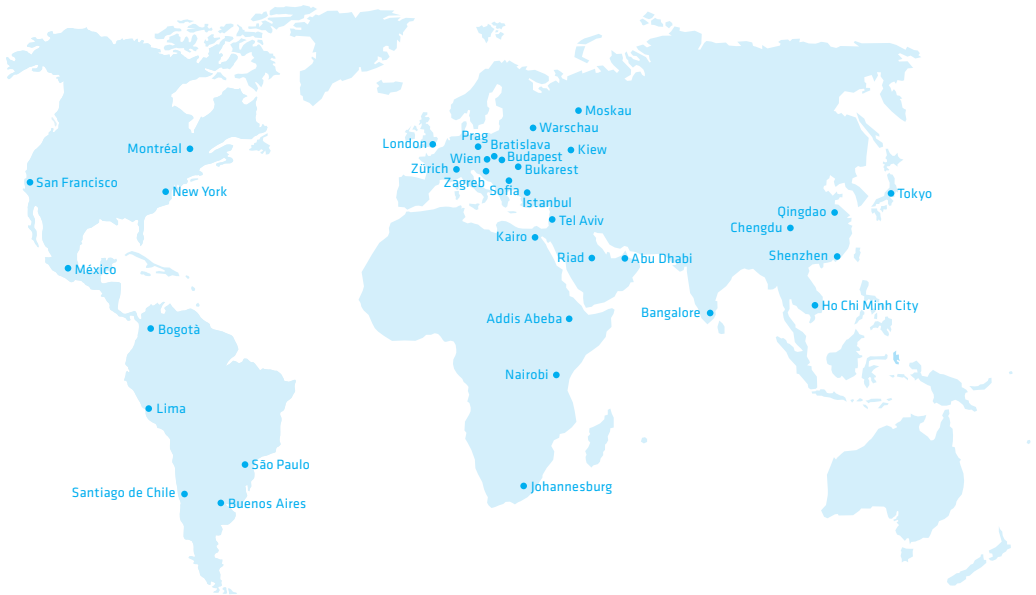 Moskau
Warschau
Prag
London
Bratislava
Montréal
Kiew
Wien
Budapest
Zürich
Bukarest
San Francisco
Zagreb
Sofia
New York
Tokyo
Istanbul
Qingdao
Tel Aviv
Chengdu
Kairo
Shenzhen
Riad
Abu Dhabi
México
Ho Chi Minh City
Bangalore
Addis Abeba
Bogotà
Nairobi
Lima
São Paulo
Johannesburg
Santiago de Chile
Buenos Aires